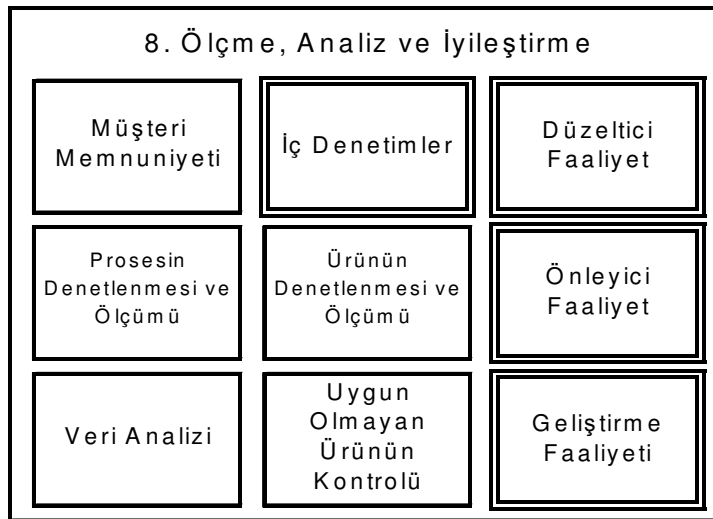 8. Ölçme, Analiz ve İyileştirme
Müşteri
Memnuniyeti
İç Denetimler
Düzeltici
Faaliyet
Prosesin
Denetlenmesi ve
Ölçümü
Ürünün
Denetlenmesi ve
Ölçümü
Önleyici
Faaliyet
Veri Analizi
Uygun
Olmayan
Ürünün
Kontrolü
Geliştirme
Faaliyeti